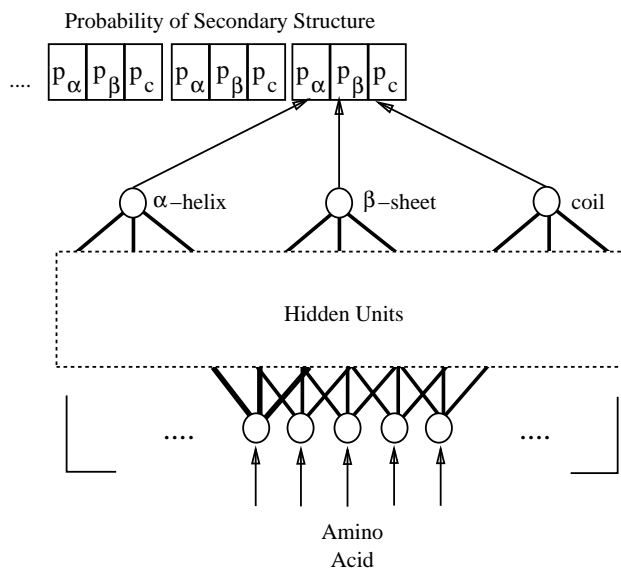 Probability of Secondary Structure
.... pα pβ pc pα pβ pc pα pβ pc
α−helix β−sheet coil
Hidden Units
.... ....
Amino
Acid